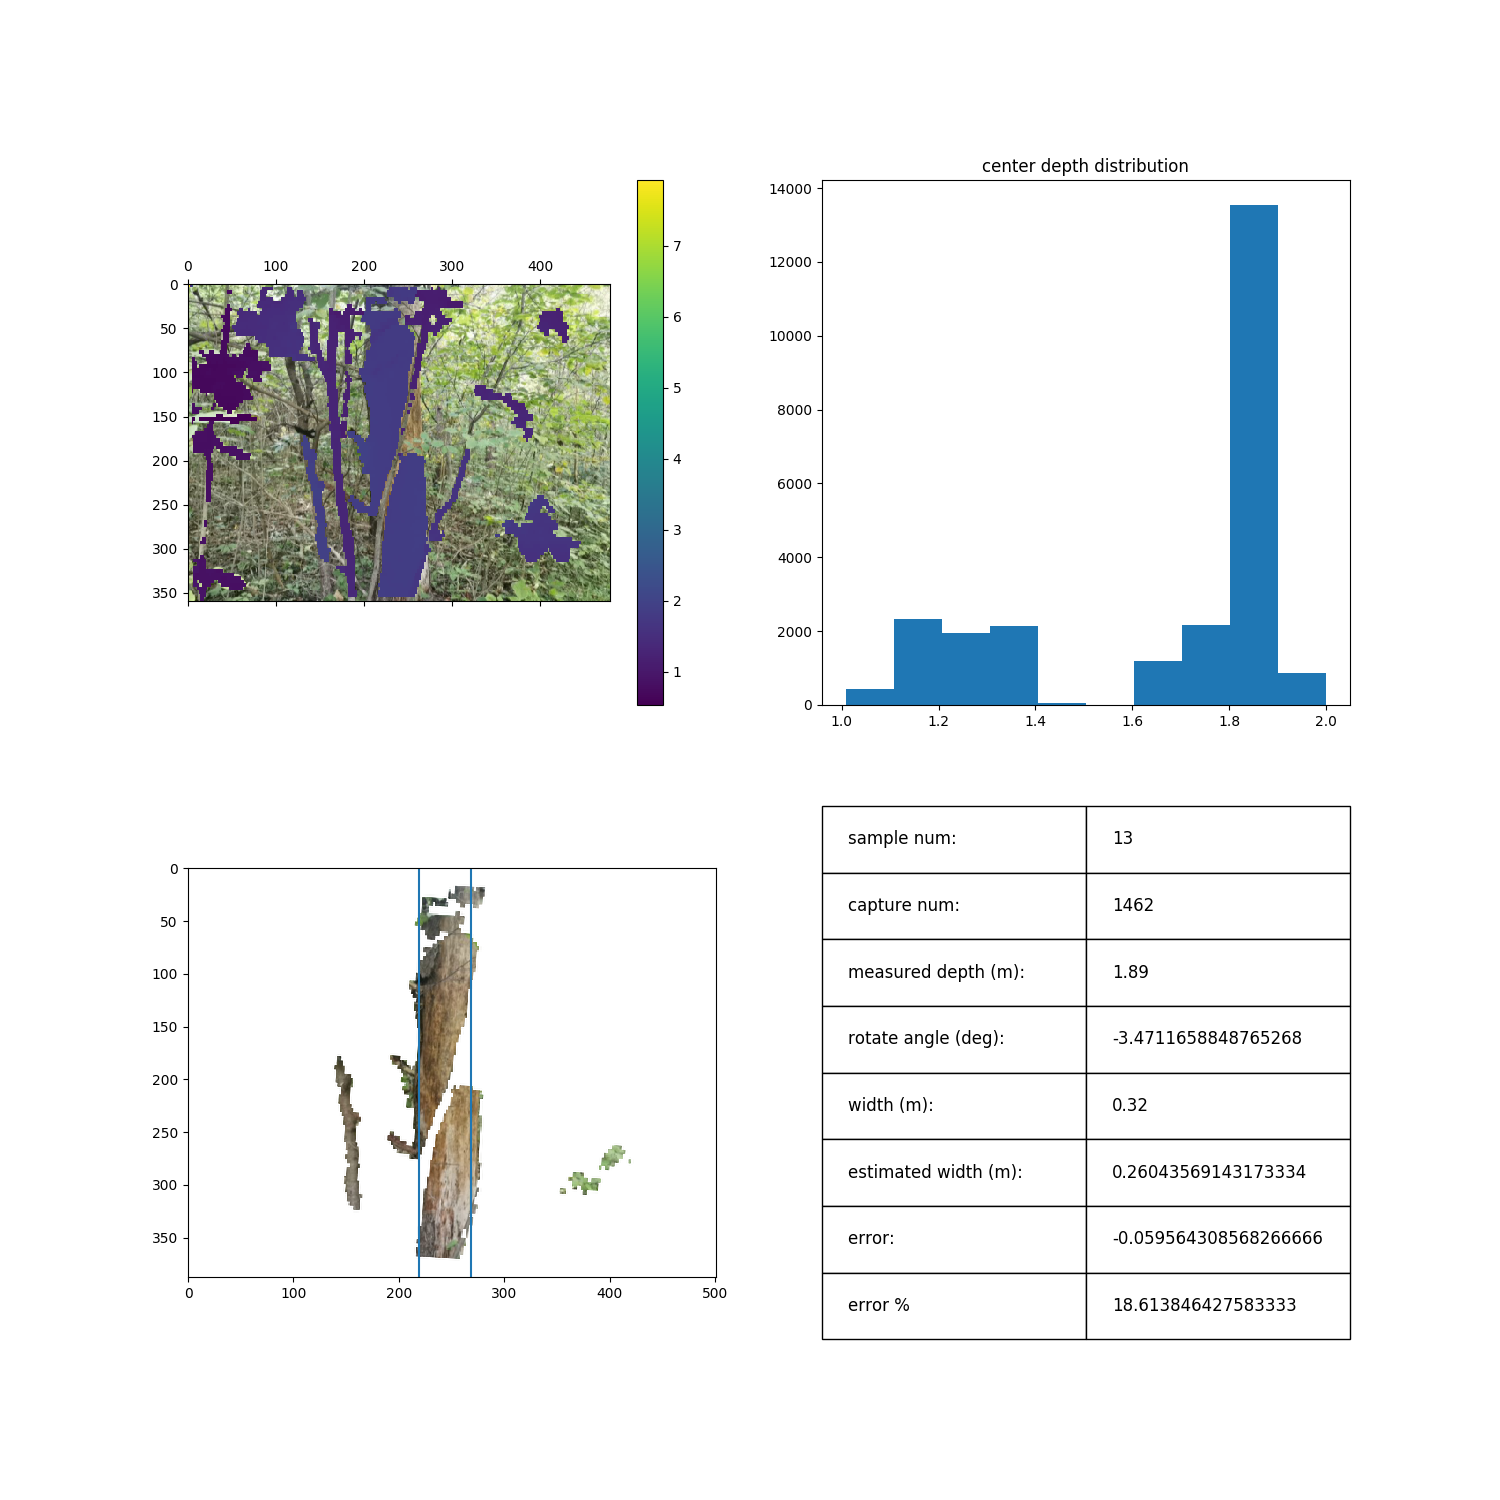 0 100 200 300 400
0
50
100
150
200
250
300
350
7
6
5
4
3
2
1
center depth distribution
14000
12000
10000
8000
6000
4000
2000
0
1.0 1.2 1.4 1.6 1.8 2.0
0
50
100
150
200
250
300
350
0 100 200 300 400 500
sample num: 13
capture num: 1462
measured depth (m): 1.89
rotate angle (deg): -3.4711658848765268
width (m): 0.32
estimated width (m): 0.26043569143173334
error: -0.059564308568266666
error % 18.613846427583333